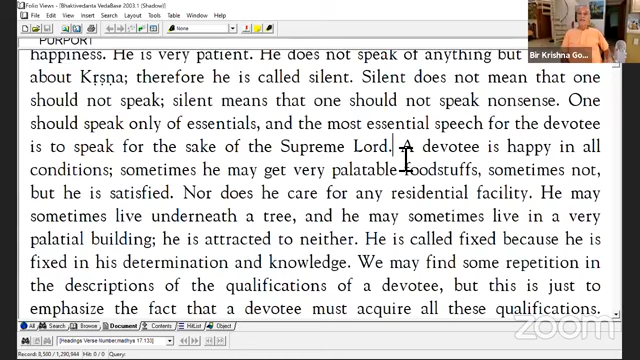 Folio Views - [Bhaktivedanta VedaBase 2003.1 (Shadow)]
File Edit View Search Layout Tools Window Help
None
PURPORT
happiness. He is very patient. He does not speak of anything but
about Kṛṣṇa; therefore he is called silent. Silent does not mean that one
should not speak; silent means that one should not speak nonsense. One
should speak only of essentials, and the most essential speech for the devotee
is to speak for the sake of the Supreme Lord. A devotee is happy in all
conditions; sometimes he may get very palatable foodstuffs, sometimes not,
but he is satisfied. Nor does he care for any residential facility. He may
sometimes live underneath a tree, and he may sometimes live in a very
palatial building; he is attracted to neither. He is called fixed because he is
fixed in his determination and knowledge. We may find some repetition in
the descriptions of the qualifications of a devotee, but this is just to
emphasize the fact that a devotee must acquire all these qualifications.
Bir Krishna Go...
All Search Browse Document Contents HitList Object
[Headings Verse Number:madhya 17.133]
Record: 8,580 / 1,290,944 Hit: 0 / 0 Query:
zoom